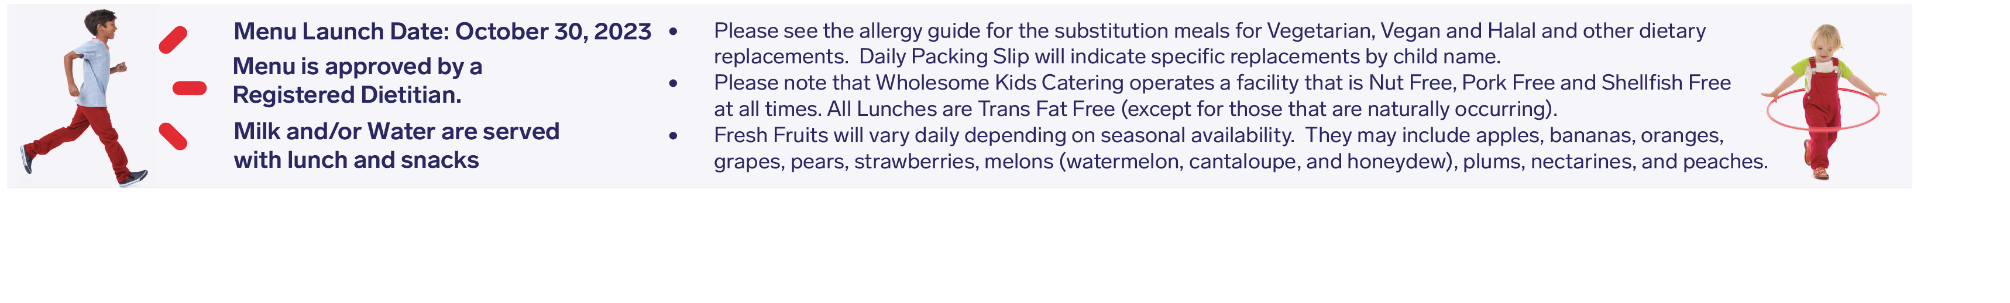 Menu Launch Date: October 30, 2023
Menu is approved by a
Registered Dietitian.
Milk and/or Water are served
with lunch and snacks
• Please see the allergy guide for the substitution meals for Vegetarian, Vegan and Halal and other dietary
replacements.  Daily Packing Slip will indicate specific replacements by child name.
• Please note that Wholesome Kids Catering operates a facility that is Nut Free, Pork Free and Shellfish Free
at all times. All Lunches are Trans Fat Free (except for those that are naturally occurring).
• Fresh Fruits will vary daily depending on seasonal availability.  They may include apples, bananas, oranges,
grapes, pears, strawberries, melons (watermelon, cantaloupe, and honeydew), plums, nectarines, and peaches.